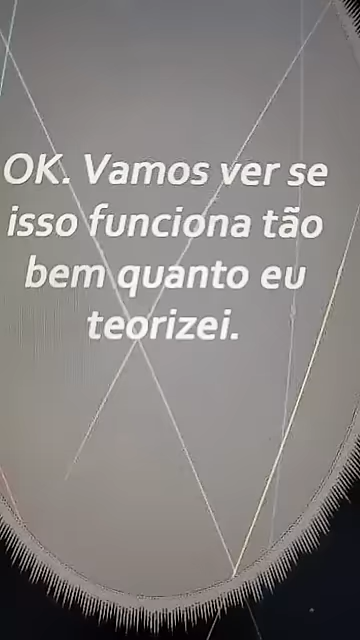 OK. Vamos ver se
isso funciona tão
bem quanto eu
teorizei.